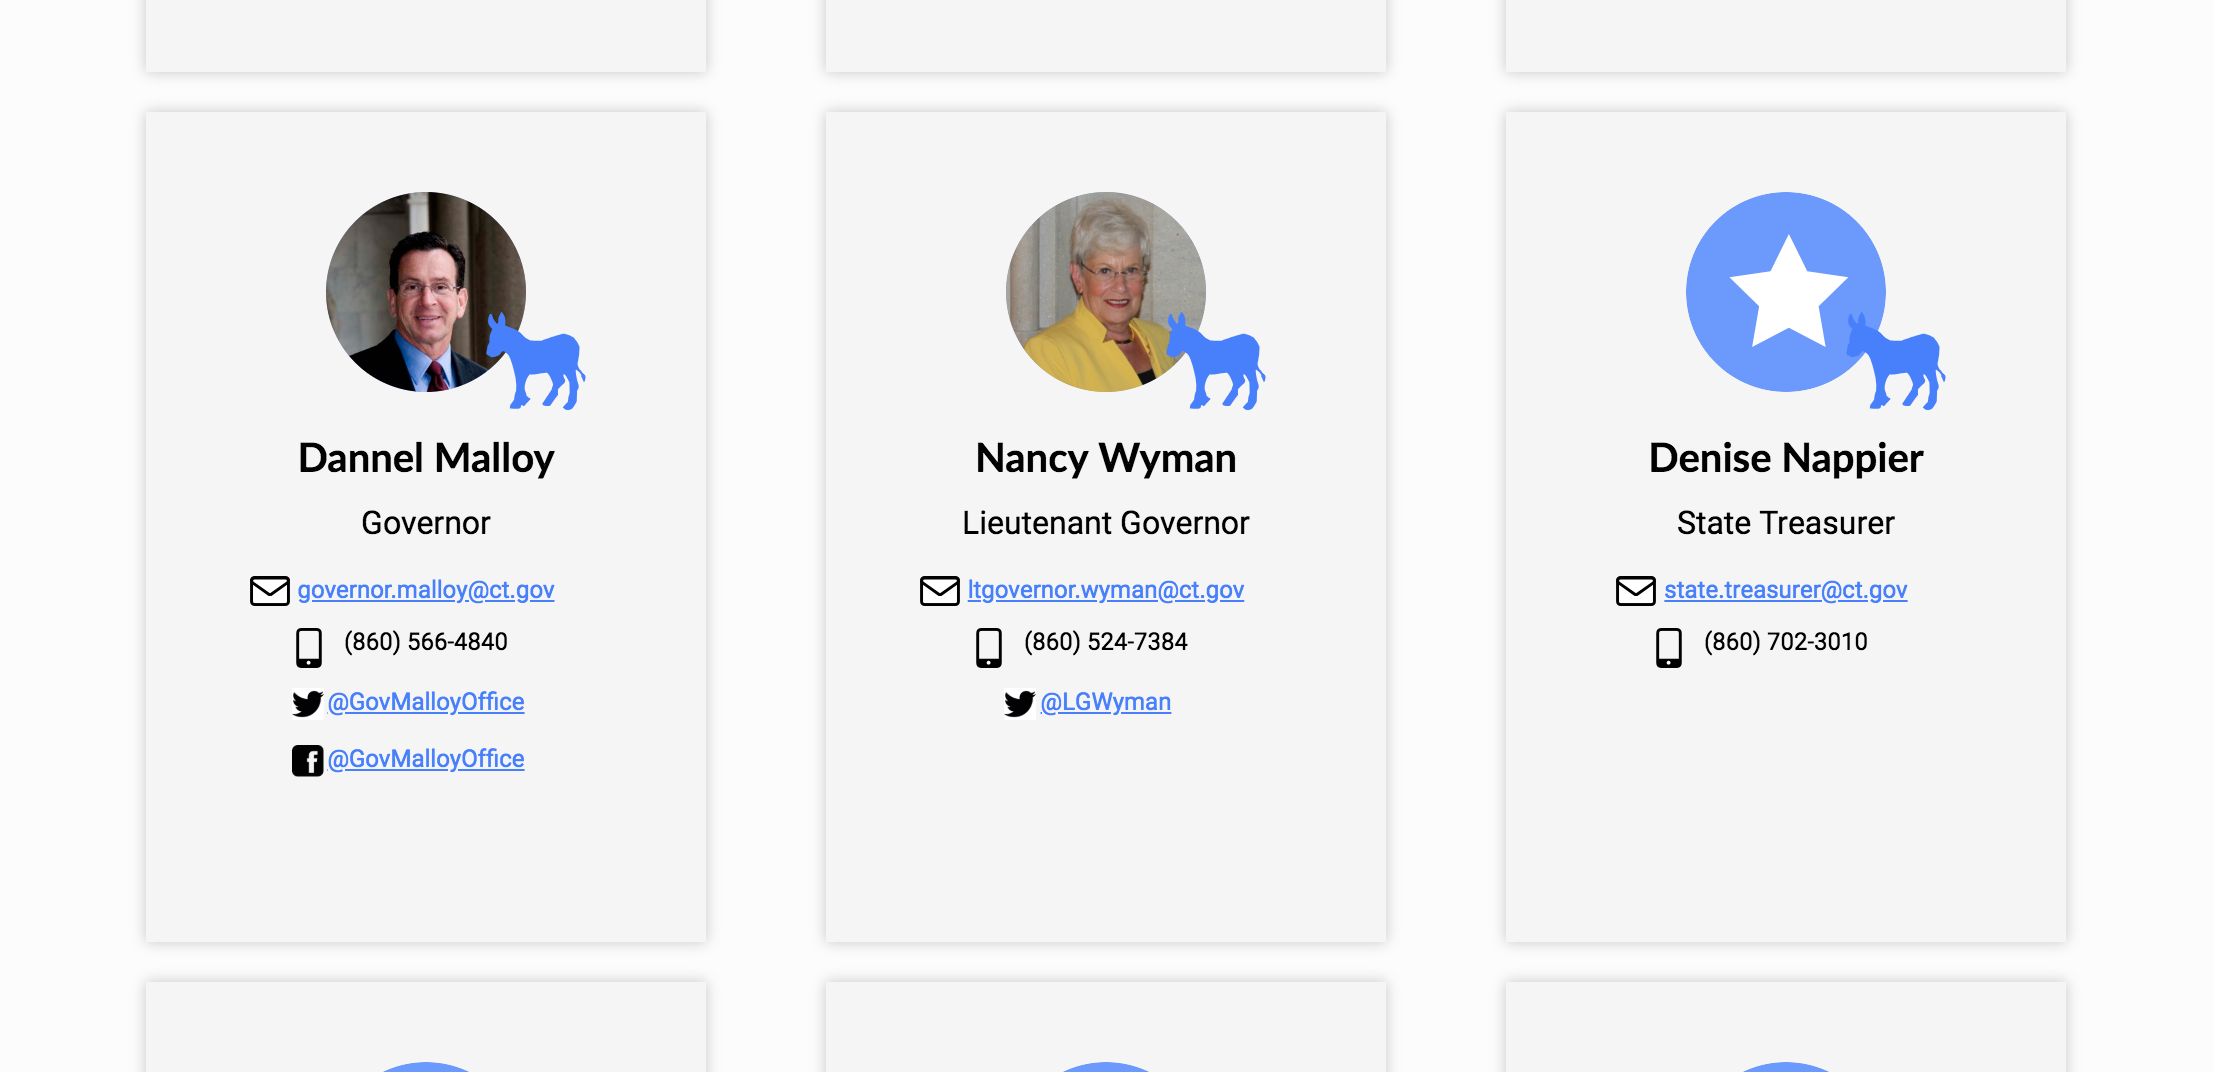 Dannel Malloy
Governor
governor.malloy@ct.gov
(860) 566-4840
@GovMalloyOffice
@GovMalloyOffice
Nancy Wyman
Lieutenant Governor
ltgovernor.wyman@ct.gov
(860) 524-7384
@LGWyman
Denise Nappier
State Treasurer
state.treasurer@ct.gov
(860) 702-3010